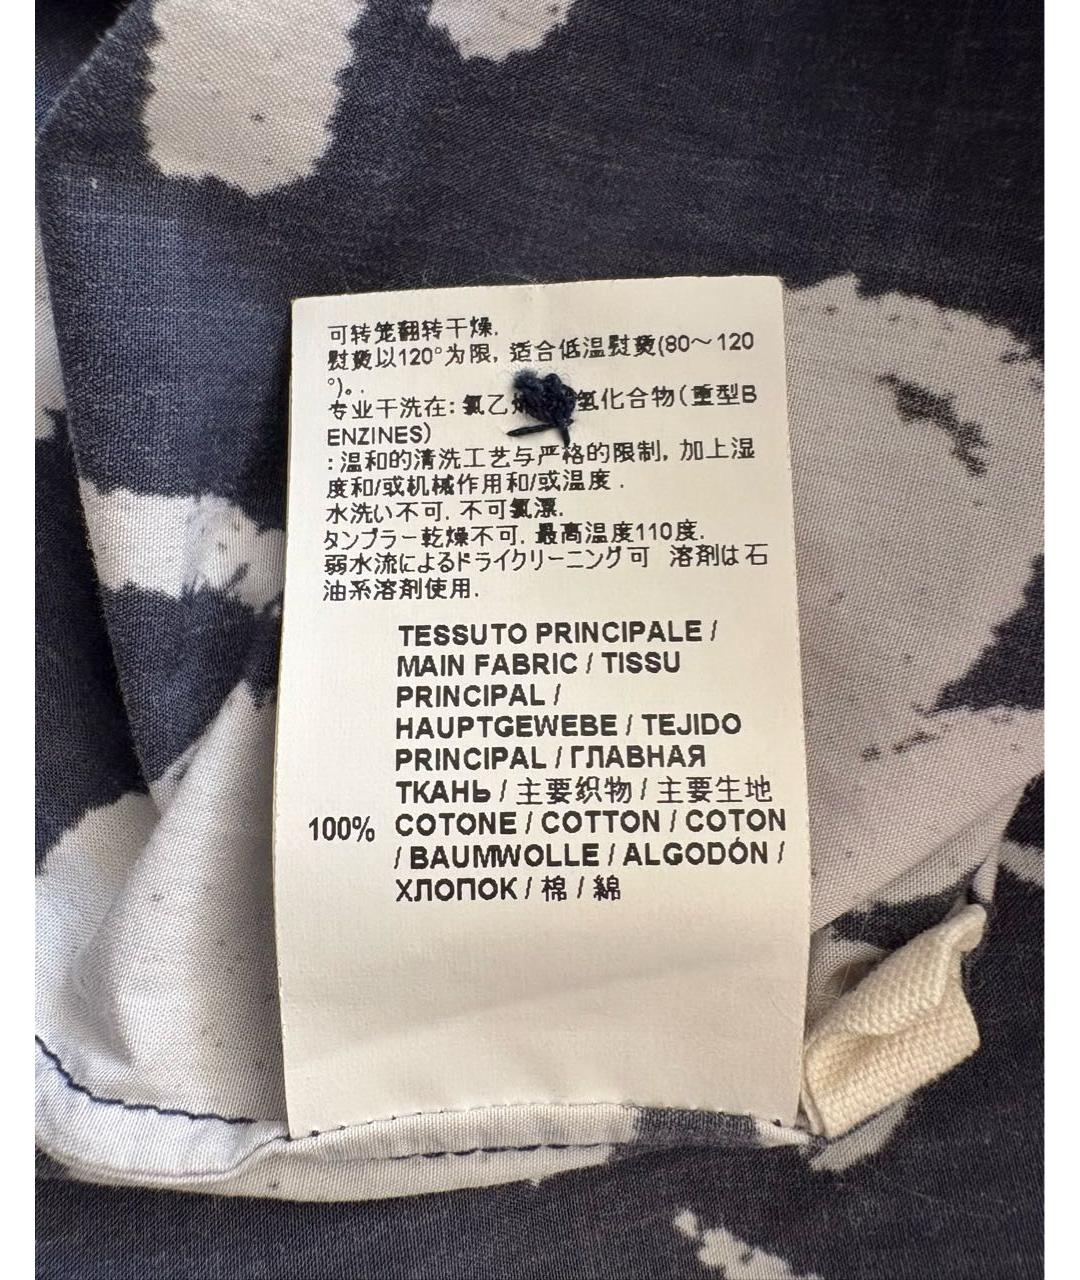 可转笼翻转干燥.
熨烫以120°为限, 适合低温熨烫(80～120
°)。.
专业干洗在: 氯乙 氢化合物(重型B
ENZINES)
: 温和的清洗工艺与严格的限制, 加上湿
度和/或机械作用和/或温度 .
水洗い不可. 不可氯漂.
タンブラー乾燥不可. 最高温度110度.
弱水流によるドライクリーニング可 溶剤は石
油系溶剤使用.
TESSUTO PRINCIPALE /
MAIN FABRIC / TISSU
PRINCIPAL /
HAUPTGEWEBE / TEJIDO
PRINCIPAL / ГЛАВНАЯ
ТКАНЬ / 主要织物 / 主要生地
100% COTONE / COTTON / COTON
/ BAUMWOLLE / ALGODÓN /
ХЛОПОК / 棉 / 綿